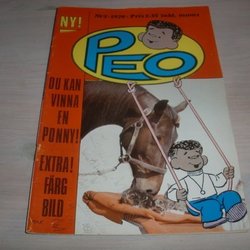 NY!
PEO
DU KAN
VINNA
EN
PONNY!
EXTRA!
FÄRG
BILD